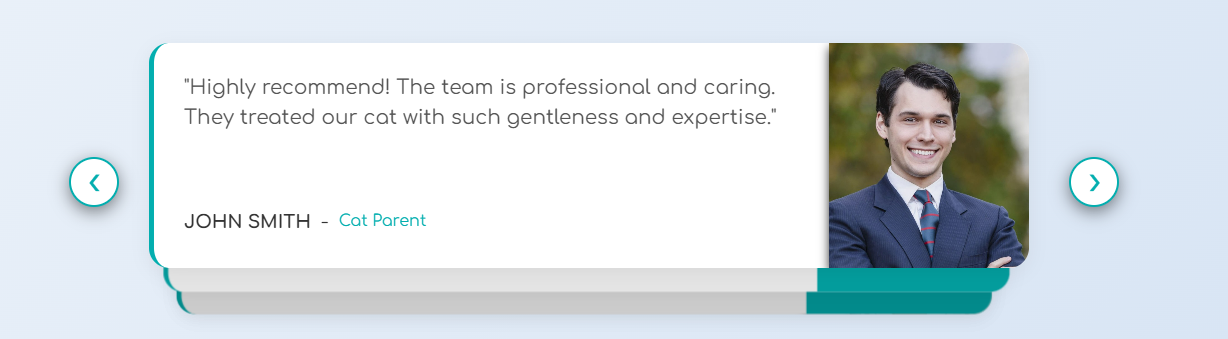 "Highly recommend! The team is professional and caring.
They treated our cat with such gentleness and expertise."
JOHN SMITH - Cat Parent